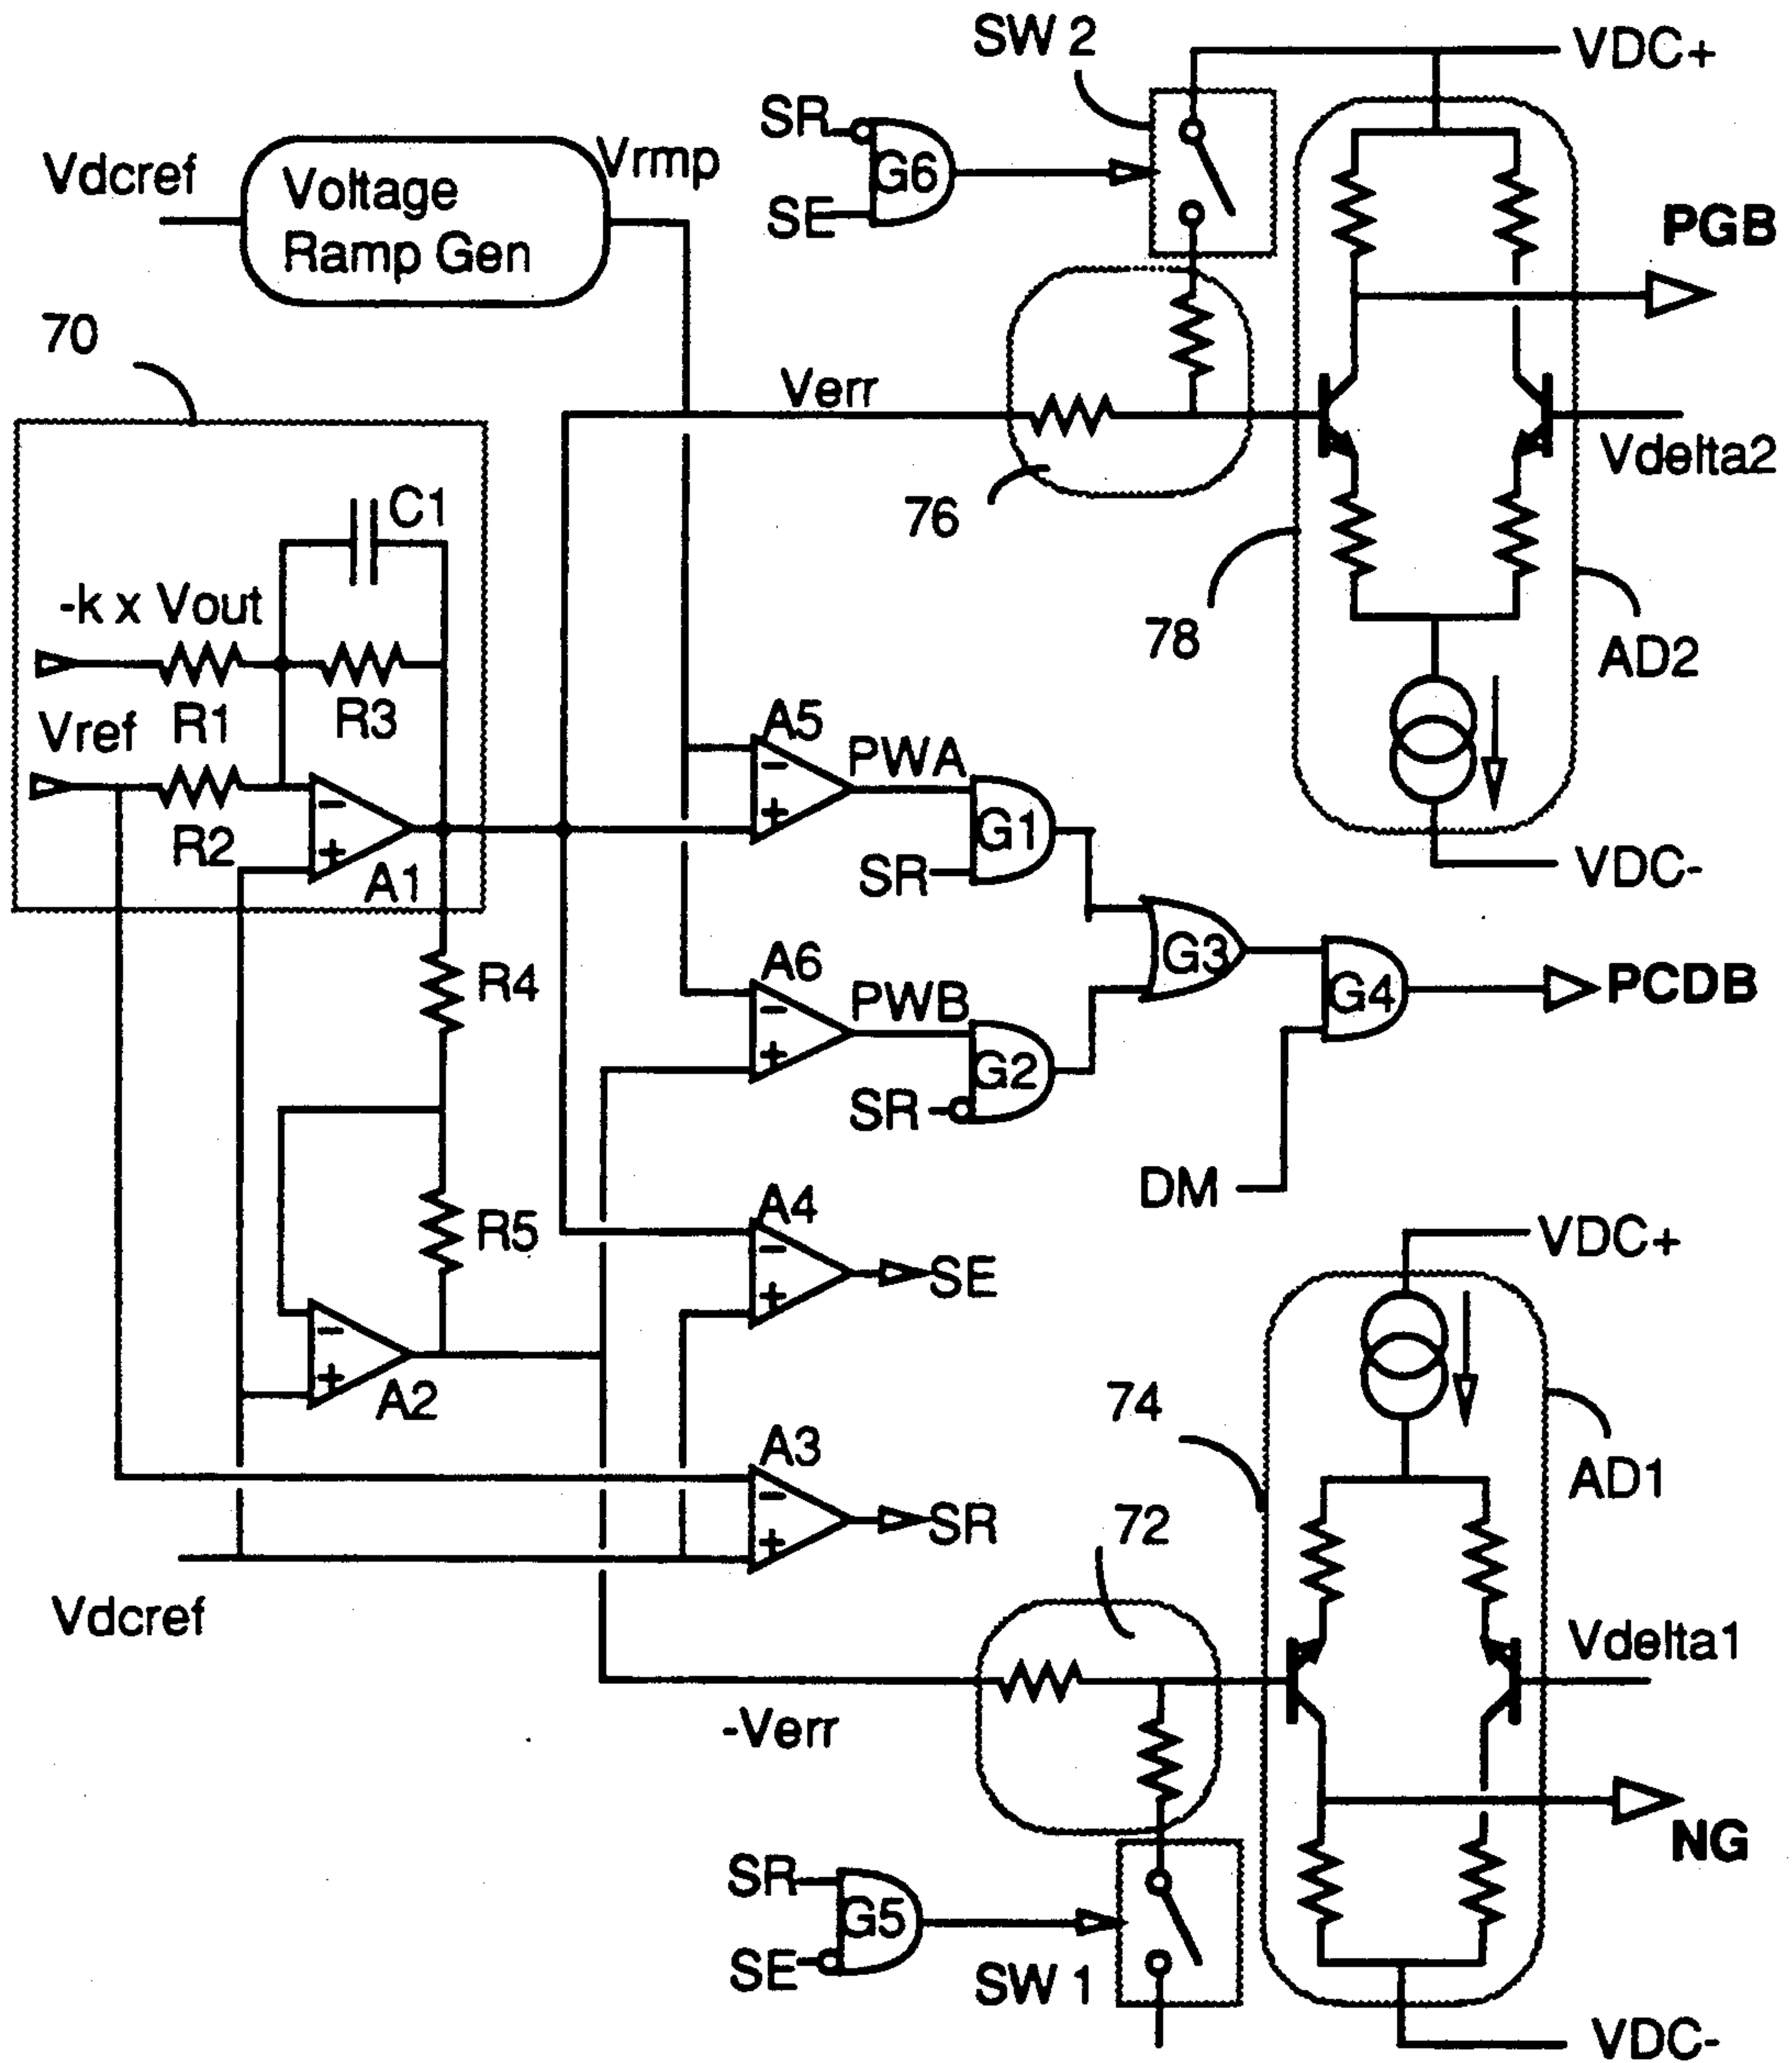 SW 2
VDC+
SR
G6
SE
Vdcref
Voltage
Ramp Gen
Vrmp
PGB
70
Verr
Vdelta2
76
C1
-k x Vout
78
AD2
R1
R3
Vref
R2
-
+
A1
A5
-
+
PWA
G1
SR
VDC-
R4
A6
-
+
PWB
G2
SR
G3
G4
PCDB
DM
R5
A4
-
+
SE
VDC+
-
+
A2
74
AD1
A3
-
+
SR
72
Vdcref
Vdelta1
-Verr
NG
SR
G5
SE
SW 1
VDC-